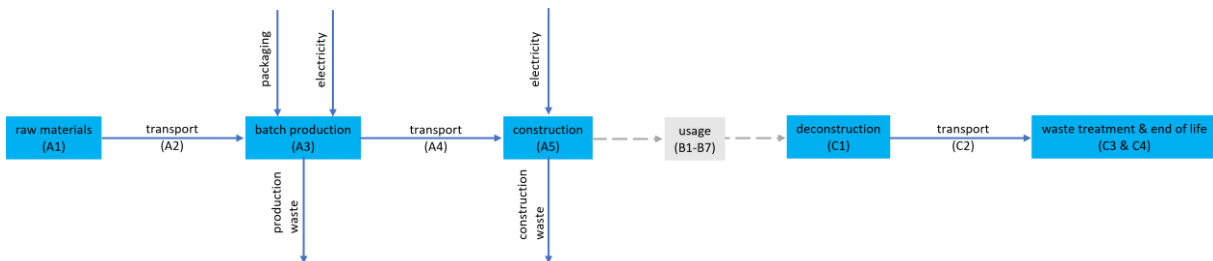 packaging
electricity
electricity
raw materials
(A1)
transport
(A2)
batch production
(A3)
transport
(A4)
construction
(A5)
usage
(B1-B7)
deconstruction
(C1)
transport
(C2)
waste treatment & end of life
(C3 & C4)
production
waste
construction
waste